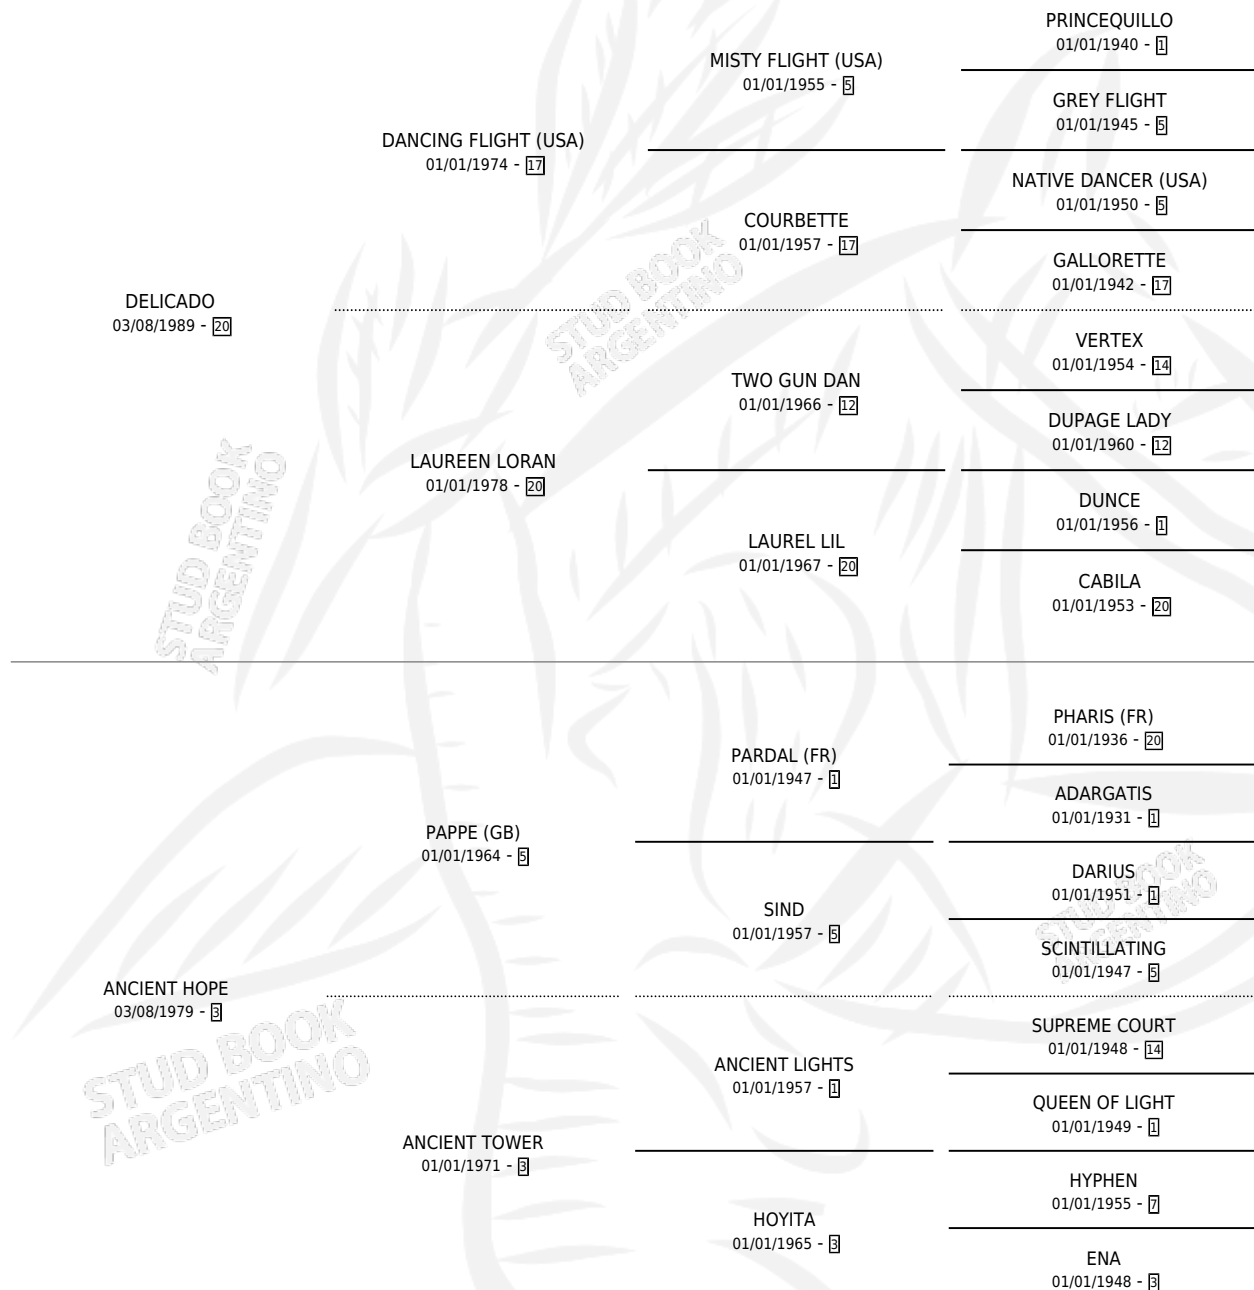 PRINCEQUILLO
01/01/1940 - 1
MISTY FLIGHT (USA)
01/01/1955 - 5
GREY FLIGHT
01/01/1945 - 5
DANCING FLIGHT (USA)
01/01/1974 - 17
NATIVE DANCER (USA)
01/01/1950 - 5
COURBETTE
01/01/1957 - 17
GALLORETTE
01/01/1942 - 17
DELICADO
03/08/1989 - 20
VERTEX
01/01/1954 - 14
TWO GUN DAN
01/01/1966 - 12
DUPAGE LADY
01/01/1960 - 12
LAUREEN LORAN
01/01/1978 - 20
DUNCE
01/01/1956 - 1
LAUREL LIL
01/01/1967 - 20
CABILA
01/01/1953 - 20
STUD BOOK
ARGENTINO
STUD BOOK
ARGENTINO
PHARIS (FR)
01/01/1936 - 20
PARDAL (FR)
01/01/1947 - 1
ADARGATIS
01/01/1931 - 1
PAPPE (GB)
01/01/1964 - 5
DARIUS
01/01/1951 - 1
SIND
01/01/1957 - 5
SCINTILLATING
01/01/1947 - 5
STUD BOOK
ARGENTINO
ANCIENT HOPE
03/08/1979 - 3
SUPREME COURT
01/01/1948 - 14
ANCIENT LIGHTS
01/01/1957 - 1
QUEEN OF LIGHT
01/01/1949 - 1
STUD BOOK
ARGENTINO
ANCIENT TOWER
01/01/1971 - 3
HYPHEN
01/01/1955 - 7
HOYITA
01/01/1965 - 3
ENA
01/01/1948 - 3